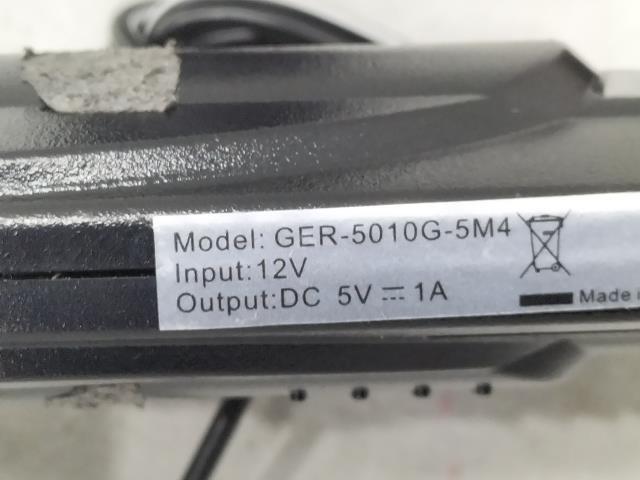 Model: GER-5010G-5M4
Input:12V
Output:DC 5V ⎓ 1A
Made